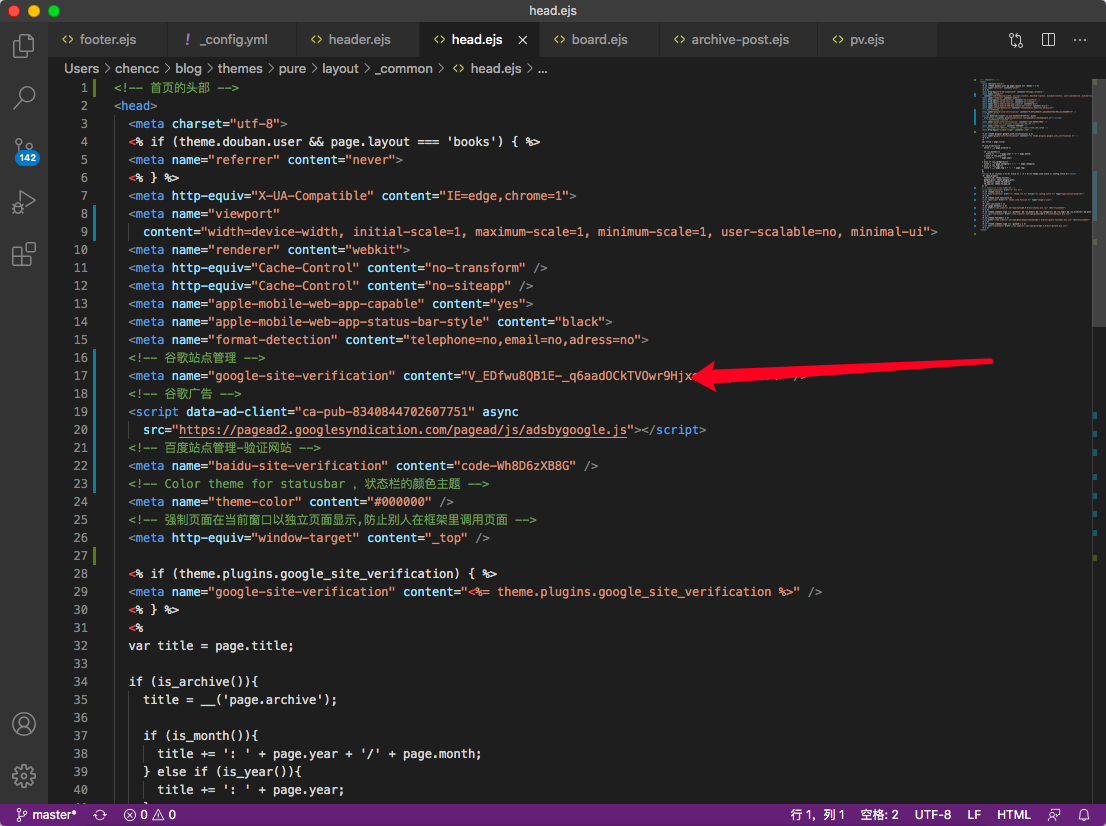 head.ejs
footer.ejs
! _config.yml
header.ejs
head.ejs
board.ejs
archive-post.ejs
pv.ejs
Users > chencc > blog > themes > pure > layout > _common > head.ejs > ...
1 <!-- 首页的头部 -->
2 <head>
3 <meta charset="utf-8">
4 <% if (theme.douban.user && page.layout === 'books') { %>
5 <meta name="referrer" content="never">
6 <% } %>
7 <meta http-equiv="X-UA-Compatible" content="IE=edge,chrome=1">
8 <meta name="viewport"
9 content="width=device-width, initial-scale=1, maximum-scale=1, minimum-scale=1, user-scalable=no, minimal-ui">
10 <meta name="renderer" content="webkit">
11 <meta http-equiv="Cache-Control" content="no-transform" />
12 <meta http-equiv="Cache-Control" content="no-siteapp" />
13 <meta name="apple-mobile-web-app-capable" content="yes">
14 <meta name="apple-mobile-web-app-status-bar-style" content="black">
15 <meta name="format-detection" content="telephone=no,email=no,adress=no">
16 <!-- 谷歌站点管理 -->
17 <meta name="google-site-verification" content="V_EDfwu8QB1E-_q6aadOCkTVOwr9Hjx
18 <!-- 谷歌广告 -->
19 <script data-ad-client="ca-pub-8340844702607751" async
20 src="https://pagead2.googlesyndication.com/pagead/js/adsbygoogle.js"></script>
21 <!-- 百度站点管理-验证网站 -->
22 <meta name="baidu-site-verification" content="code-Wh8D6zXB8G" />
23 <!-- Color theme for statusbar , 状态栏的颜色主题 -->
24 <meta name="theme-color" content="#000000" />
25 <!-- 强制页面在当前窗口以独立页面显示,防止别人在框架里调用页面 -->
26 <meta http-equiv="window-target" content="_top" />
27
28 <% if (theme.plugins.google_site_verification) { %>
29 <meta name="google-site-verification" content="<%= theme.plugins.google_site_verification %>" />
30 <% } %>
31 <%
32 var title = page.title;
33
34 if (is_archive()){
35 title = __('page.archive');
36
37 if (is_month()){
38 title += ': ' + page.year + '/' + page.month;
39 } else if (is_year()){
40 title += ': ' + page.year;
142
master* 0 0 行 1，列 1 空格: 2 UTF-8 LF HTML